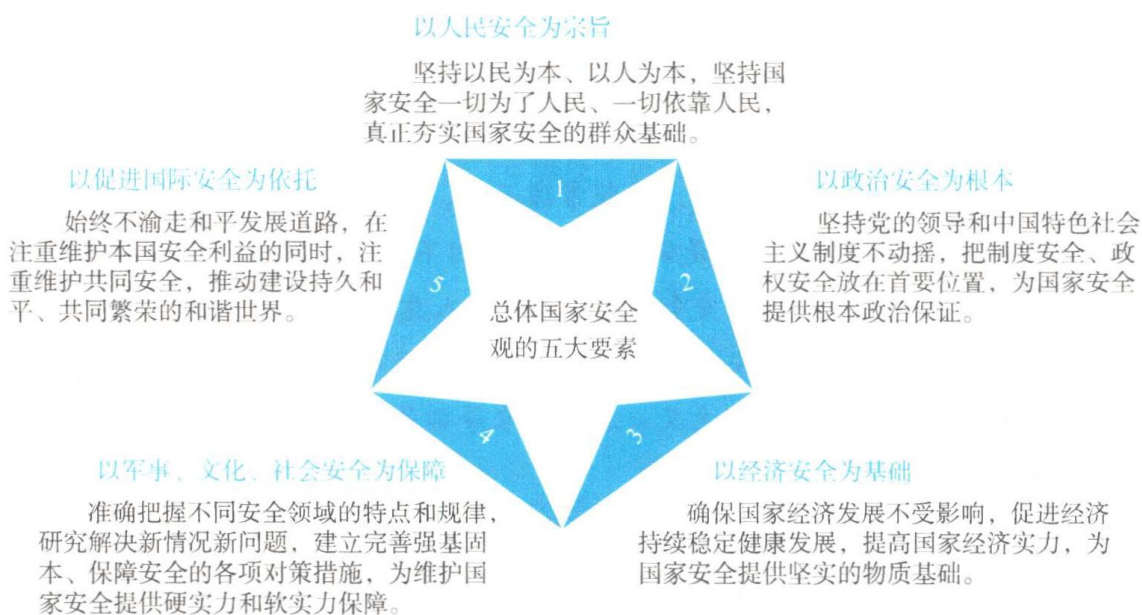 以人民安全为宗旨
坚持以民为本、以人为本，坚持国
家安全一切为了人民、一切依靠人民，
真正夯实国家安全的群众基础。
1
以政治安全为根本
坚持党的领导和中国特色社会
主义制度不动摇，把制度安全、政
权安全放在首要位置，为国家安全
提供根本政治保证。
2
以经济安全为基础
确保国家经济发展不受影响，促进经济
持续稳定健康发展，提高国家经济实力，为
国家安全提供坚实的物质基础。
3
以军事、文化、社会安全为保障
准确把握不同安全领域的特点和规律，
研究解决新情况新问题，建立完善强基固
本、保障安全的各项对策措施，为维护国
家安全提供硬实力和软实力保障。
4
以促进国际安全为依托
始终不渝走和平发展道路，在
注重维护本国安全利益的同时，注
重维护共同安全，推动建设持久和
平、共同繁荣的和谐世界。
5
总体国家安全
观的五大要素